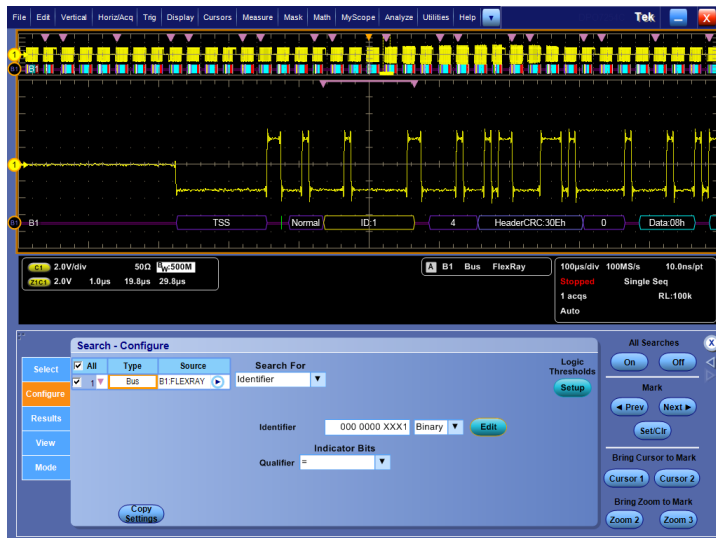 File Edit Vertical Horiz/Acq Trig Display Cursors Measure Mask Math MyScope Analyze Utilities Help Tek X
1
B1 B1
1
B1 B1 TSS Normal ID:1 4 HeaderCRC:30Eh 0 Data:08h
C1 2.0V/div 50Ω BW:500M
Z1C1 2.0V 1.0µs 19.8µs 29.8µs
A B1 Bus FlexRay
100µs/div 100MS/s 10.0ns/pt
Stopped Single Seq
1 acqs RL:100k
Auto
Search - Configure
Select
Configure
Results
View
Mode
All Type Source
1 Bus B1:FLEXRAY
Search For
Identifier
Logic
Thresholds
Setup
Identifier 000 0000 XXX1 Binary Edit
Indicator Bits
Qualifier =
Copy
Settings
All Searches X
On Off
Mark
Prev Next
Set/Clr
Bring Cursor to Mark
Cursor 1 Cursor 2
Bring Zoom to Mark
Zoom 2 Zoom 3